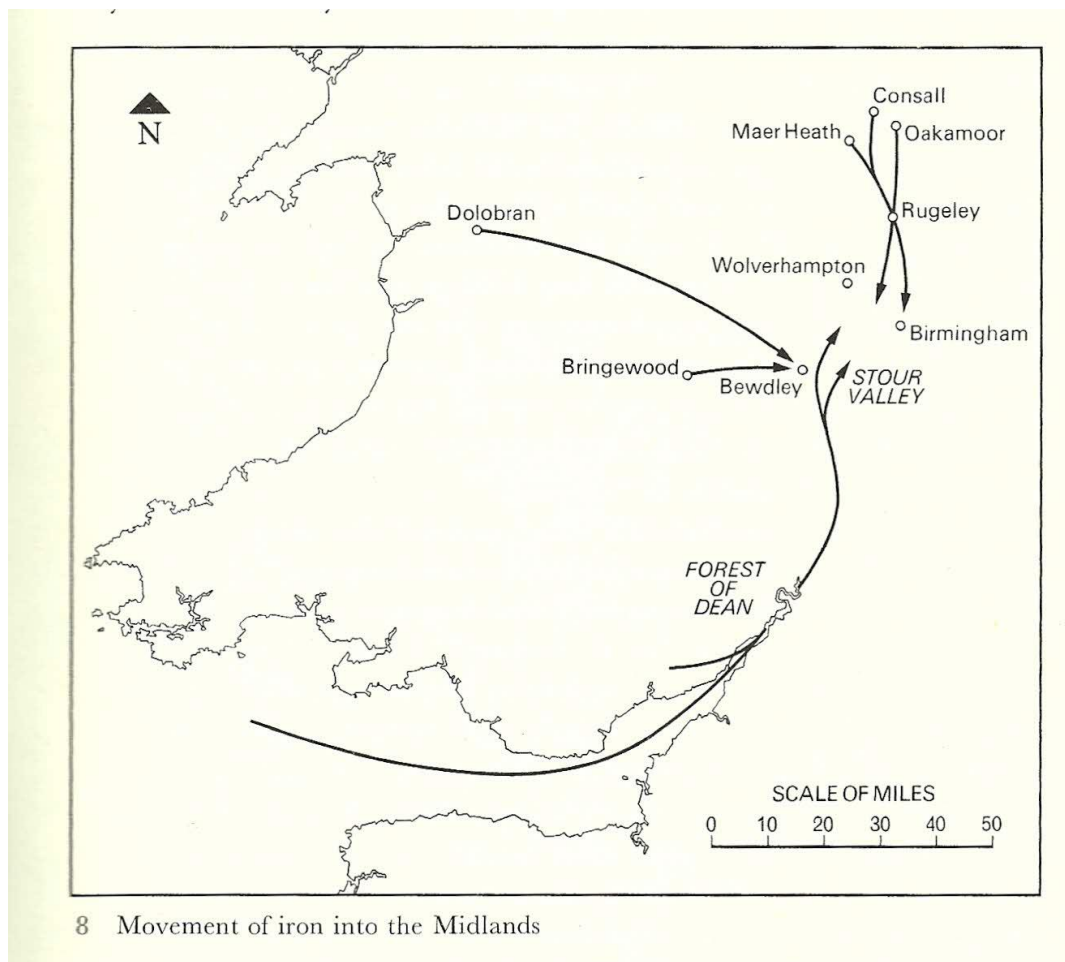 N
Consall
Maer Heath
Oakamoor
Dolobran
Rugeley
Wolverhampton
Birmingham
Bringewood
Bewdley
STOUR
VALLEY
FOREST
OF
DEAN
SCALE OF MILES
0 10 20 30 40 50
8 Movement of iron into the Midlands